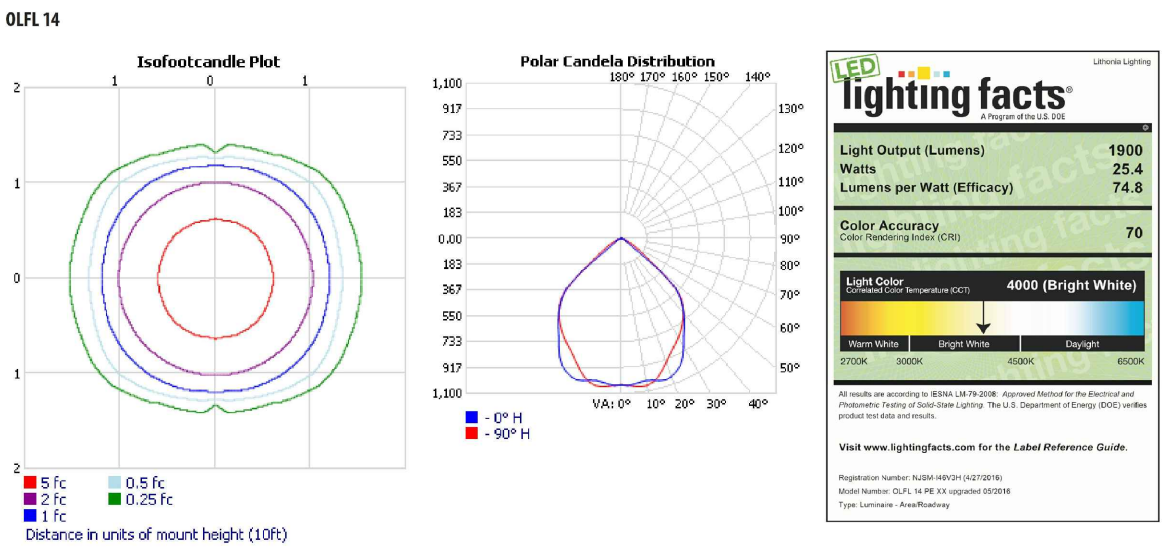 OLFL 14
Isofootcandle Plot
1 0 1
2
1
0
1
2
5 fc
2 fc
1 fc
0.5 fc
0.25 fc
Distance in units of mount height (10ft)
Polar Candela Distribution
180° 170° 160° 150° 140°
1,100
917
733
550
367
183
0.00
183
367
550
733
917
1,100
130°
120°
110°
100°
90°
80°
70°
60°
50°
VA: 0° 10° 20° 30° 40°
- 0° H
- 90° H
Lithonia Lighting
LED
lighting facts®
A Program of the U.S. DOE
Light Output (Lumens) 1900
Watts 25.4
Lumens per Watt (Efficacy) 74.8
Color Accuracy
Color Rendering Index (CRI) 70
Light Color
Correlated Color Temperature (CCT) 4000 (Bright White)
Warm White Bright White Daylight
2700K 3000K 4500K 6500K
All results are according to IESNA LM-79-2008: Approved Method for the Electrical and
Photometric Testing of Solid-State Lighting. The U.S. Department of Energy (DOE) verifies
product test data and results.
Visit www.lightingfacts.com for the Label Reference Guide.
Registration Number: NJSM-I46V3H (4/27/2016)
Model Number: OLFL 14 PE XX upgraded 05/2016
Type: Luminaire - Area/Roadway